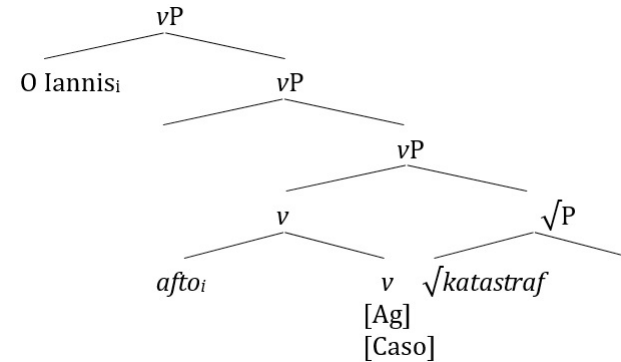 vP
O Iannisi vP
vP
v √P
aftoi v √katastraf
[Ag]
[Caso]